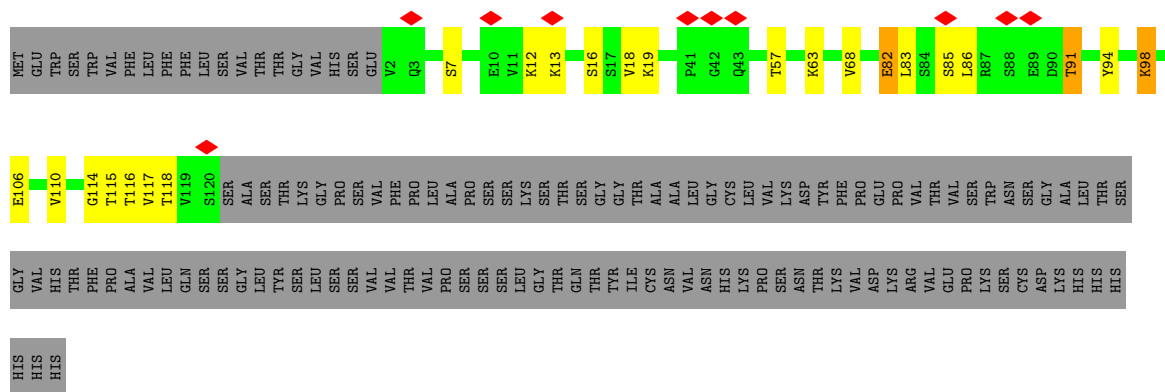 MET GLU TRP SER TRP VAL PHE LEU PHE PHE LEU SER VAL THR THR GLY VAL HIS SER GLU V2 Q3 S7 E10 V11 K12 K13 S16 S17 V18 K19 P41 G42 Q43 T57 K63 V68 E82 L83 S84 S85 L86 R87 S88 E89 D90 T91 Y94 K98
E106 V110 G114 T115 T116 V117 T118 V119 S120 SER ALA SER THR LYS GLY PRO SER VAL PHE PRO LEU ALA PRO SER SER LYS SER THR SER GLY GLY THR ALA ALA LEU GLY CYS LEU VAL LYS ASP TYR PHE PRO GLU PRO VAL THR VAL SER TRP ASN SER GLY ALA LEU THR SER
GLY VAL HIS THR PHE PRO ALA VAL LEU GLN SER SER GLY LEU TYR SER LEU SER SER VAL VAL THR VAL PRO SER SER SER LEU GLY THR GLN THR TYR ILE CYS ASN VAL ASN HIS LYS PRO SER ASN THR LYS VAL ASP LYS ARG VAL GLU PRO LYS SER CYS ASP LYS HIS HIS HIS
HIS HIS HIS